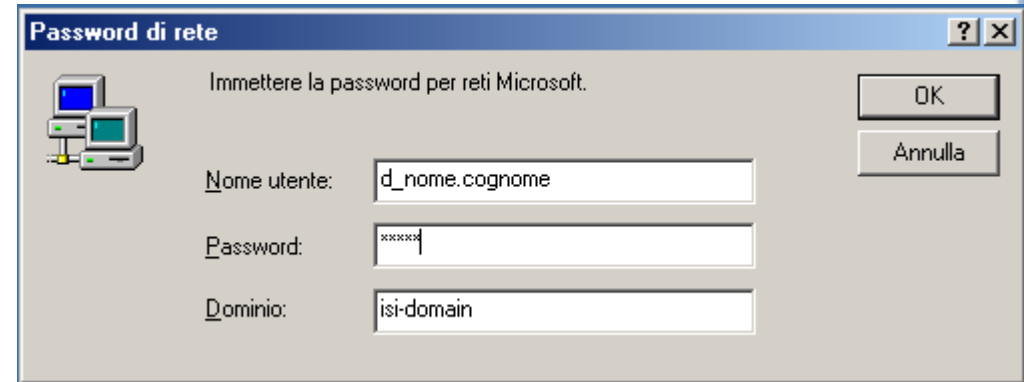 Password di rete
Immettere la password per reti Microsoft.
OK
Annulla
Nome utente: d_nome.cognome
Password: *****
Dominio: isi-domain